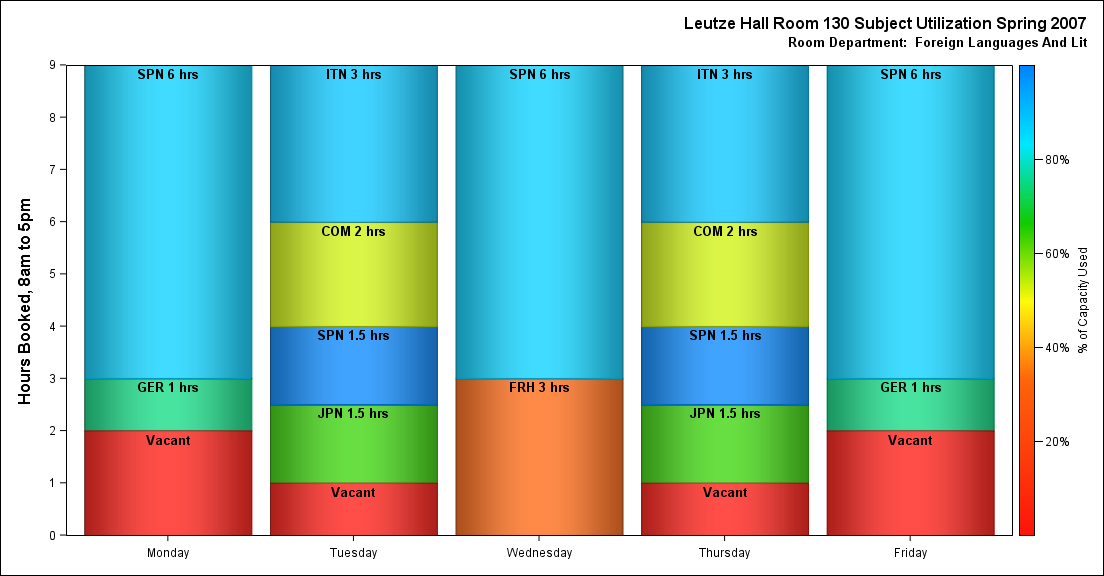 Leutze Hall Room 130 Subject Utilization Spring 2007
Room Department:  Foreign Languages And Lit
Hours Booked, 8am to 5pm
9
8
7
6
5
4
3
2
1
0
SPN 6 hrs
GER 1 hrs
Vacant
Monday
ITN 3 hrs
COM 2 hrs
SPN 1.5 hrs
JPN 1.5 hrs
Vacant
Tuesday
SPN 6 hrs
FRH 3 hrs
Wednesday
ITN 3 hrs
COM 2 hrs
SPN 1.5 hrs
JPN 1.5 hrs
Vacant
Thursday
SPN 6 hrs
GER 1 hrs
Vacant
Friday
80%
60%
40%
20%
% of Capacity Used